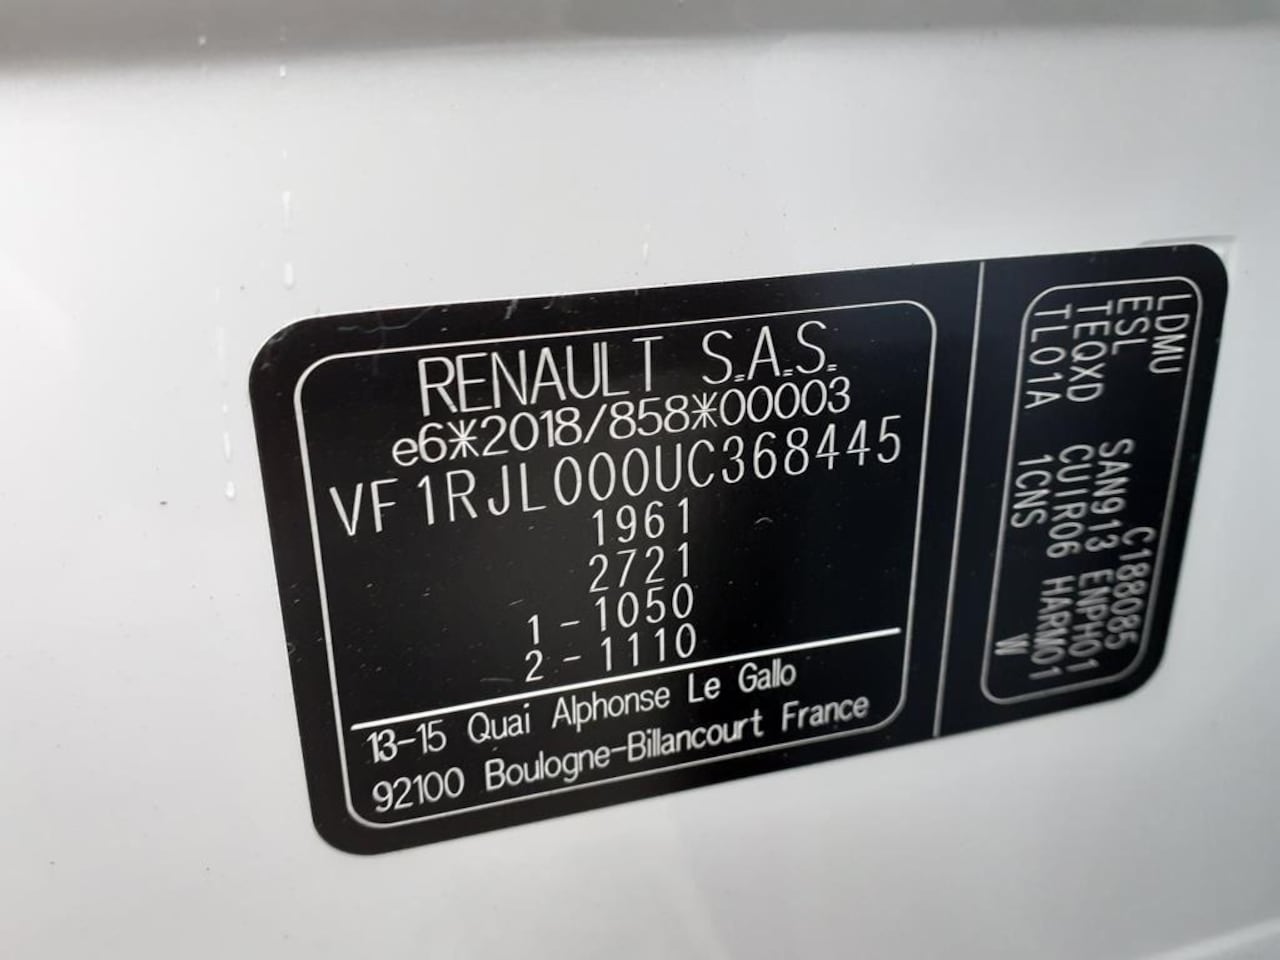 RENAULT S.A.S.
e6*2018/858*00003
VF1RJL000UC368445
1961
2721
1 - 1050
2 - 1110
13-15 Quai Alphonse Le Gallo
92100 Boulogne-Billancourt France
LDMU C188085
ESL SAN913 ENPH01
TEQXD CUIR06 HARM01
TL01A 1CNS W